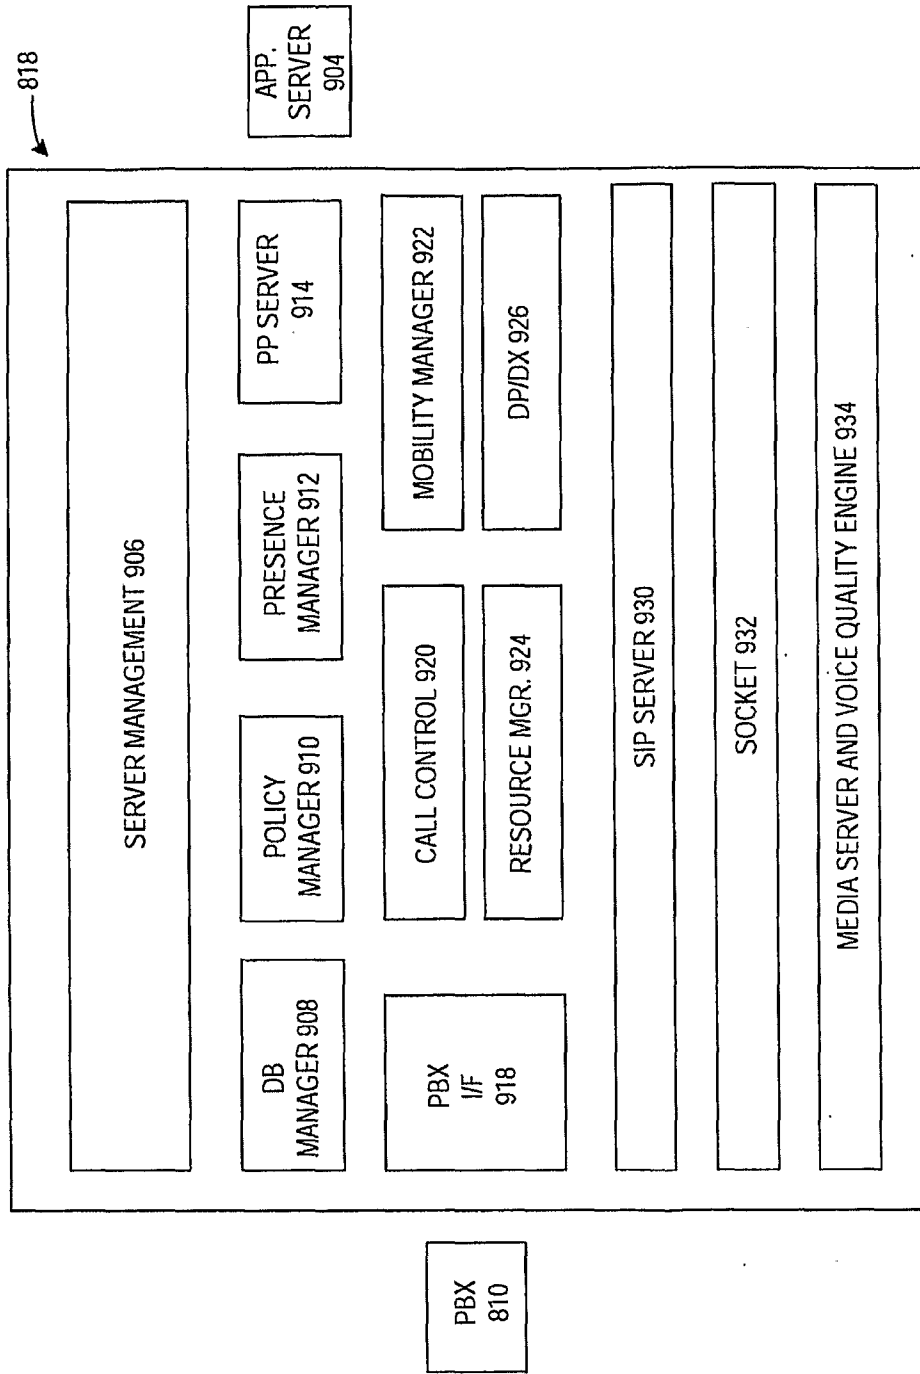 818
APP.
SERVER
904
SERVER MANAGEMENT 906
DB
MANAGER 908
POLICY
MANAGER 910
PRESENCE
MANAGER 912
PP SERVER
914
PBX
810
PBX
I/F
918
CALL CONTROL 920
MOBILITY MANAGER 922
RESOURCE MGR. 924
DP/DX 926
SIP SERVER 930
SOCKET 932
MEDIA SERVER AND VOICE QUALITY ENGINE 934